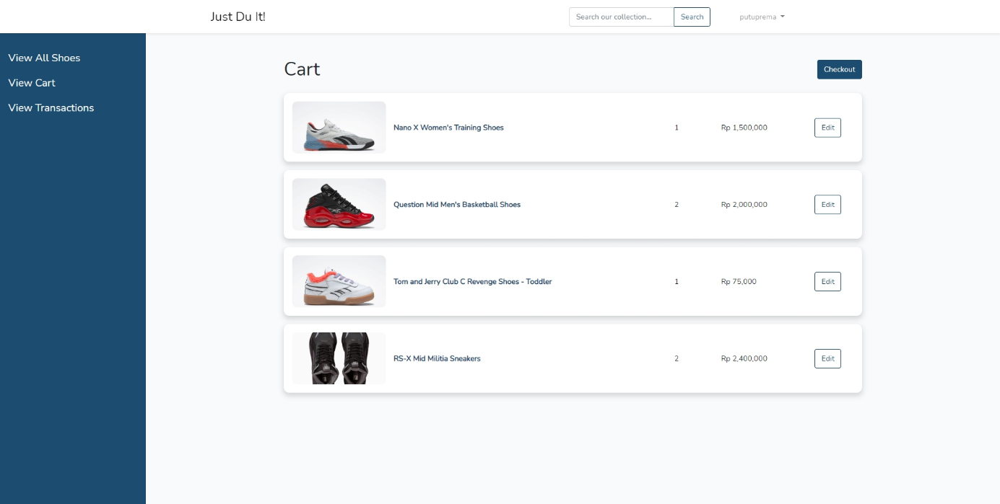 Just Du It!
Search our collection...
Search
putuprema
View All Shoes
View Cart
View Transactions
Cart
Checkout
Nano X Women's Training Shoes 1 Rp 1,500,000 Edit
Question Mid Men's Basketball Shoes 2 Rp 2,000,000 Edit
Tom and Jerry Club C Revenge Shoes - Toddler 1 Rp 75,000 Edit
RS-X Mid Militia Sneakers 2 Rp 2,400,000 Edit